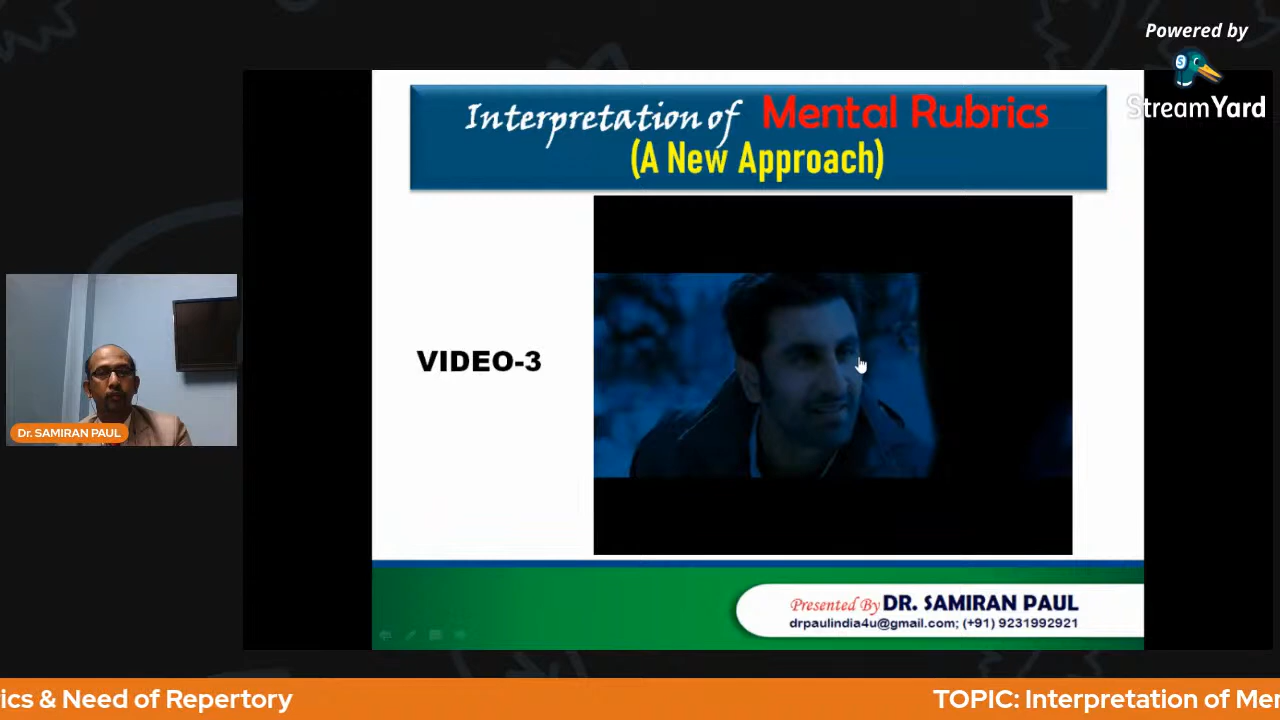 Powered by
StreamYard
Interpretation of Mental Rubrics
(A New Approach)
VIDEO-3
Dr. SAMIRAN PAUL
Presented By DR. SAMIRAN PAUL
drpaulindia4u@gmail.com; (+91) 9231992921
ics & Need of Repertory
TOPIC: Interpretation of Mer